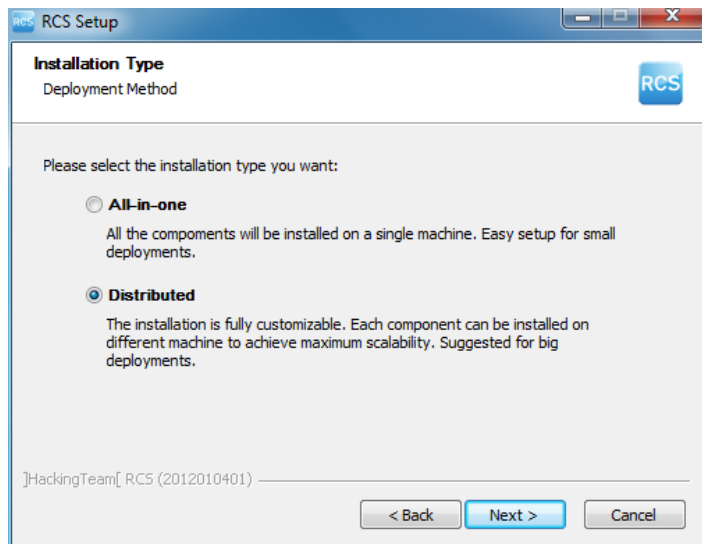 RCS RCS Setup
Installation Type
Deployment Method
RCS
Please select the installation type you want:
All-in-one
All the compoments will be installed on a single machine. Easy setup for small
deployments.
Distributed
The installation is fully customizable. Each component can be installed on
different machine to achieve maximum scalability. Suggested for big
deployments.
]HackingTeam[ RCS (2012010401)
< Back Next > Cancel